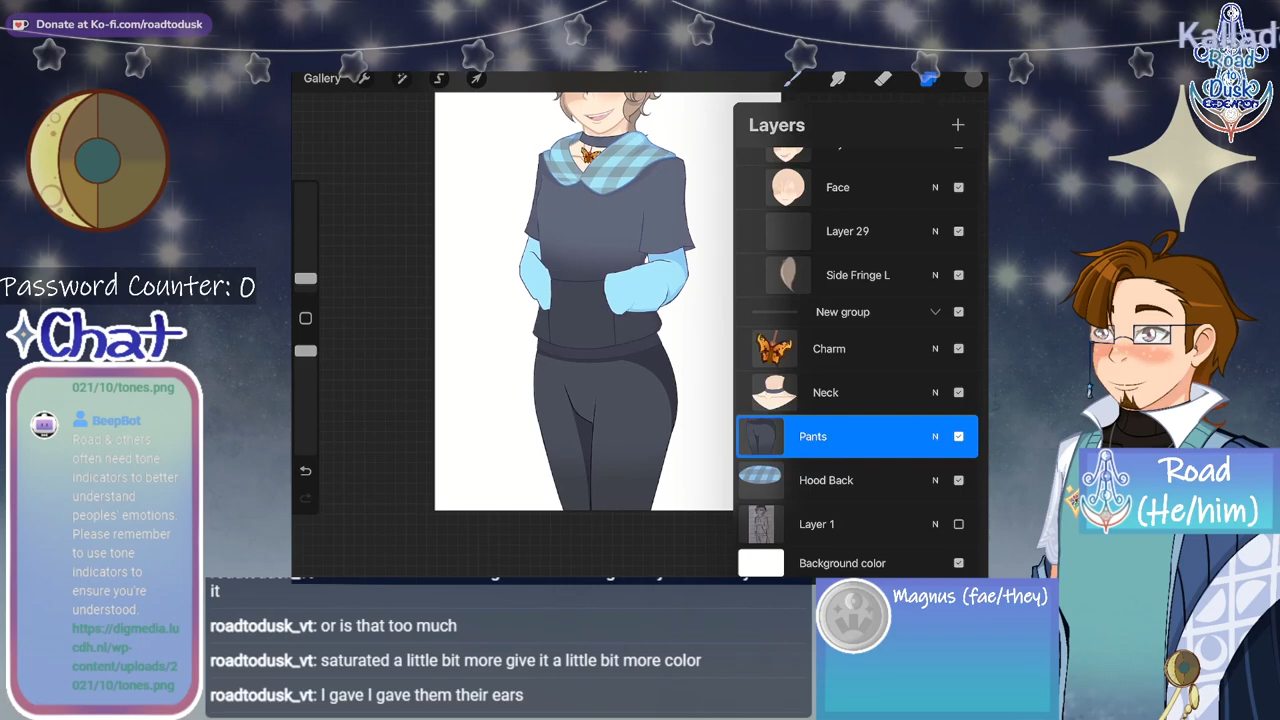 Donate at Ko-fi.com/roadtodusk
Road
to
Dusk
Gallery
Layers
Face
N
Layer 29
N
Side Fringe L
N
New group
Charm
N
Neck
N
Pants
N
Hood Back
N
Layer 1
N
Background color
Password Counter: 0
Chat
021/10/tones.png
BeepBot
Road & others
often need tone
indicators to better
understand
peoples' emotions.
Please remember
to use tone
indicators to
ensure you're
understood.
https://digmedia.lu
cdh.nl/wp-
content/uploads/2
021/10/tones.png
it
roadtodusk_vt: or is that too much
roadtodusk_vt: saturated a little bit more give it a little bit more color
roadtodusk_vt: I gave I gave them their ears
Road
(He/him)
Magnus (fae/they)